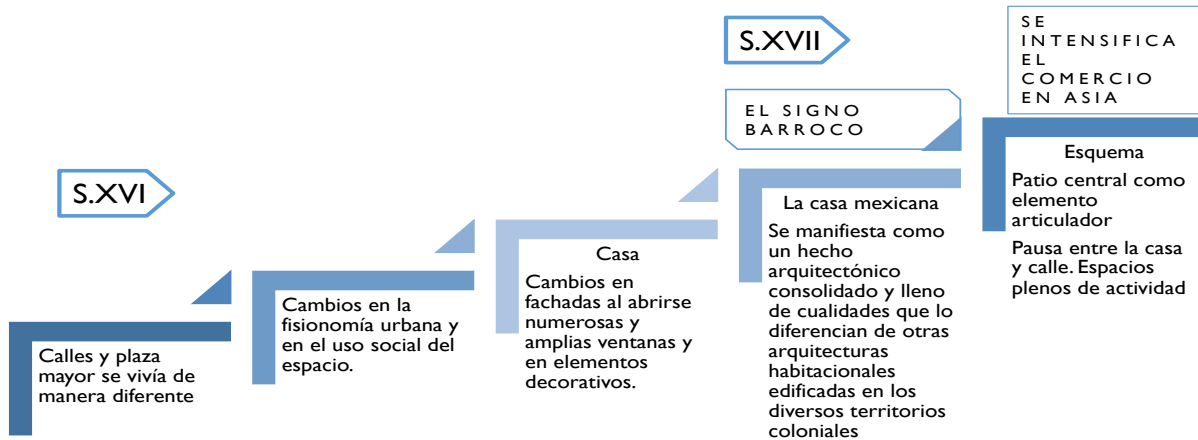 S.XVI
Calles y plaza
mayor se vivía de
manera diferente
Cambios en la
fisionomía urbana y
en el uso social del
espacio.
Casa
Cambios en
fachadas al abrirse
numerosas y
amplias ventanas y
en elementos
decorativos.
S.XVII
EL SIGNO
BARROCO
La casa mexicana
Se manifiesta como
un hecho
arquitectónico
consolidado y lleno
de cualidades que lo
diferencian de otras
arquitecturas
habitacionales
edificadas en los
diversos territorios
coloniales
SE
INTENSIFICA
EL
COMERCIO
EN ASIA
Esquema
Patio central como
elemento
articulador
Pausa entre la casa
y calle. Espacios
plenos de actividad